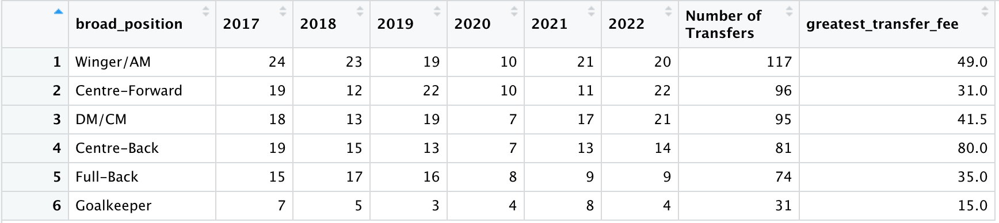 broad_position 2017 2018 2019 2020 2021 2022 Number of Transfers greatest_transfer_fee
1 Winger/AM 24 23 19 10 21 20 117 49.0
2 Centre-Forward 19 12 22 10 11 22 96 31.0
3 DM/CM 18 13 19 7 17 21 95 41.5
4 Centre-Back 19 15 13 7 13 14 81 80.0
5 Full-Back 15 17 16 8 9 9 74 35.0
6 Goalkeeper 7 5 3 4 8 4 31 15.0